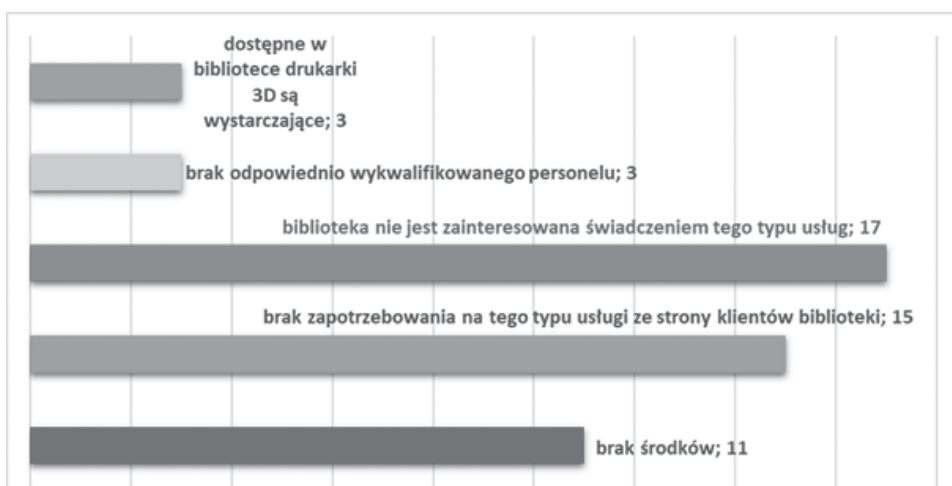 dostępne w
bibliotece drukarki
3D są
wystarczające; 3
brak odpowiednio wykwalifikowanego personelu; 3
biblioteka nie jest zainteresowana świadczeniem tego typu usług; 17
brak zapotrzebowania na tego typu usługi ze strony klientów biblioteki; 15
brak środków; 11